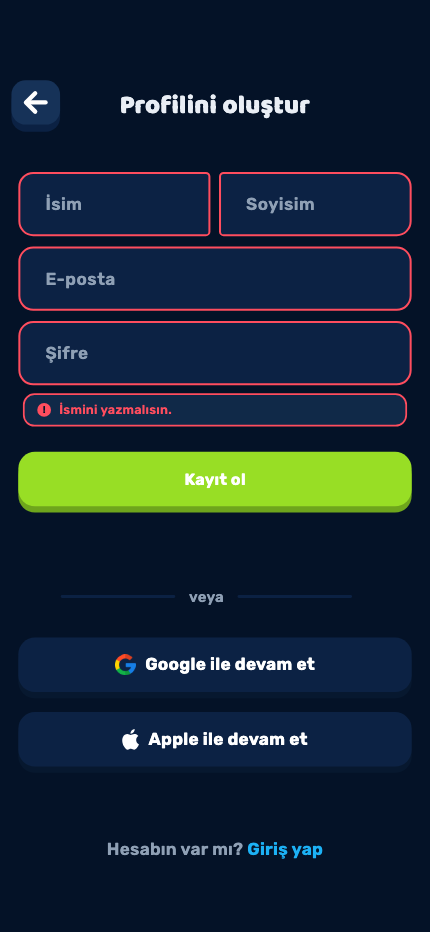 Profilini oluştur
İsim
Soyisim
E-posta
Şifre
İsmini yazmalısın.
Kayıt ol
veya
Google ile devam et
Apple ile devam et
Hesabın var mı? Giriş yap